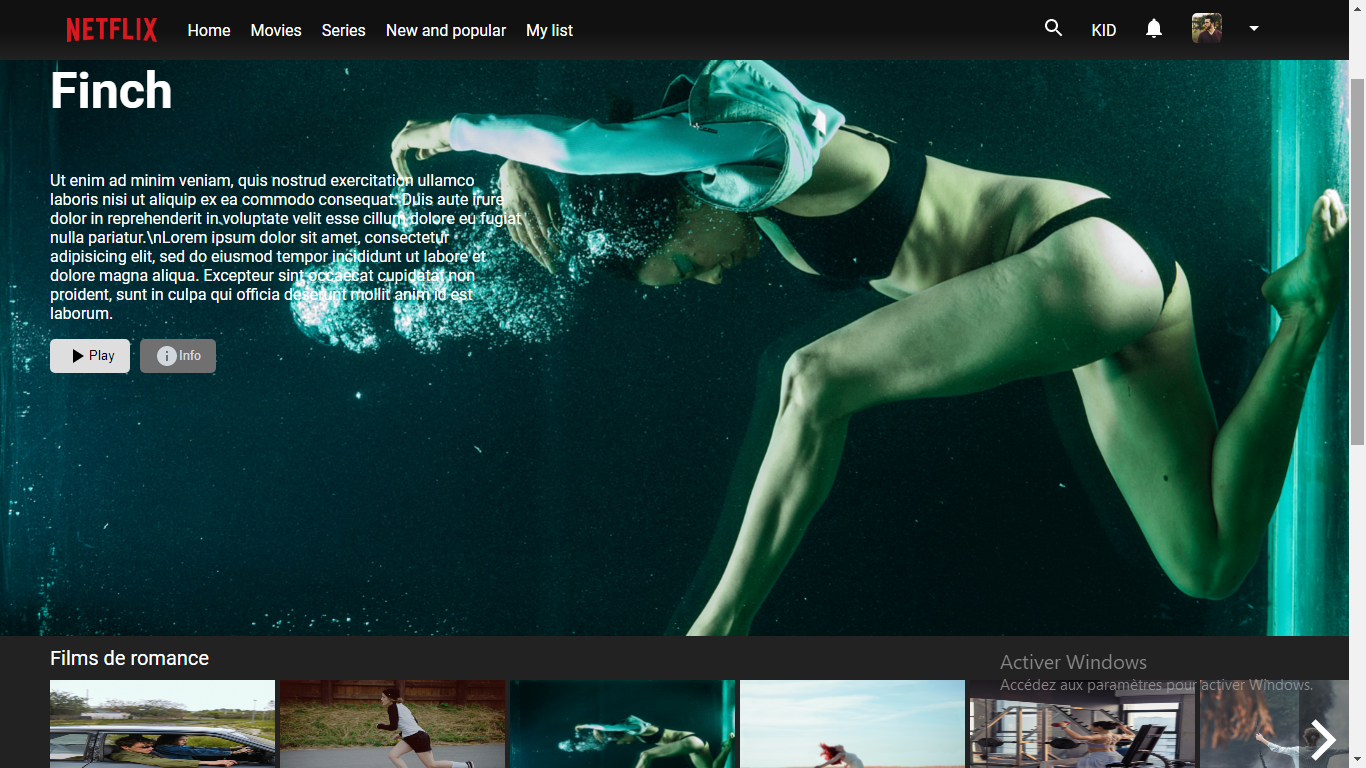 NETFLIX Home Movies Series New and popular My list KID
Finch
Ut enim ad minim veniam, quis nostrud exercitation ullamco
laboris nisi ut aliquip ex ea commodo consequat. Duis aute irure
dolor in reprehenderit in voluptate velit esse cillum dolore eu fugiat
nulla pariatur.\nLorem ipsum dolor sit amet, consectetur
adipisicing elit, sed do eiusmod tempor incididunt ut labore et
dolore magna aliqua. Excepteur sint occaecat cupidatat non
proident, sunt in culpa qui officia deserunt mollit anim id est
laborum.
Play Info
Films de romance
Activer Windows
Accédez aux paramètres pour activer Windows.